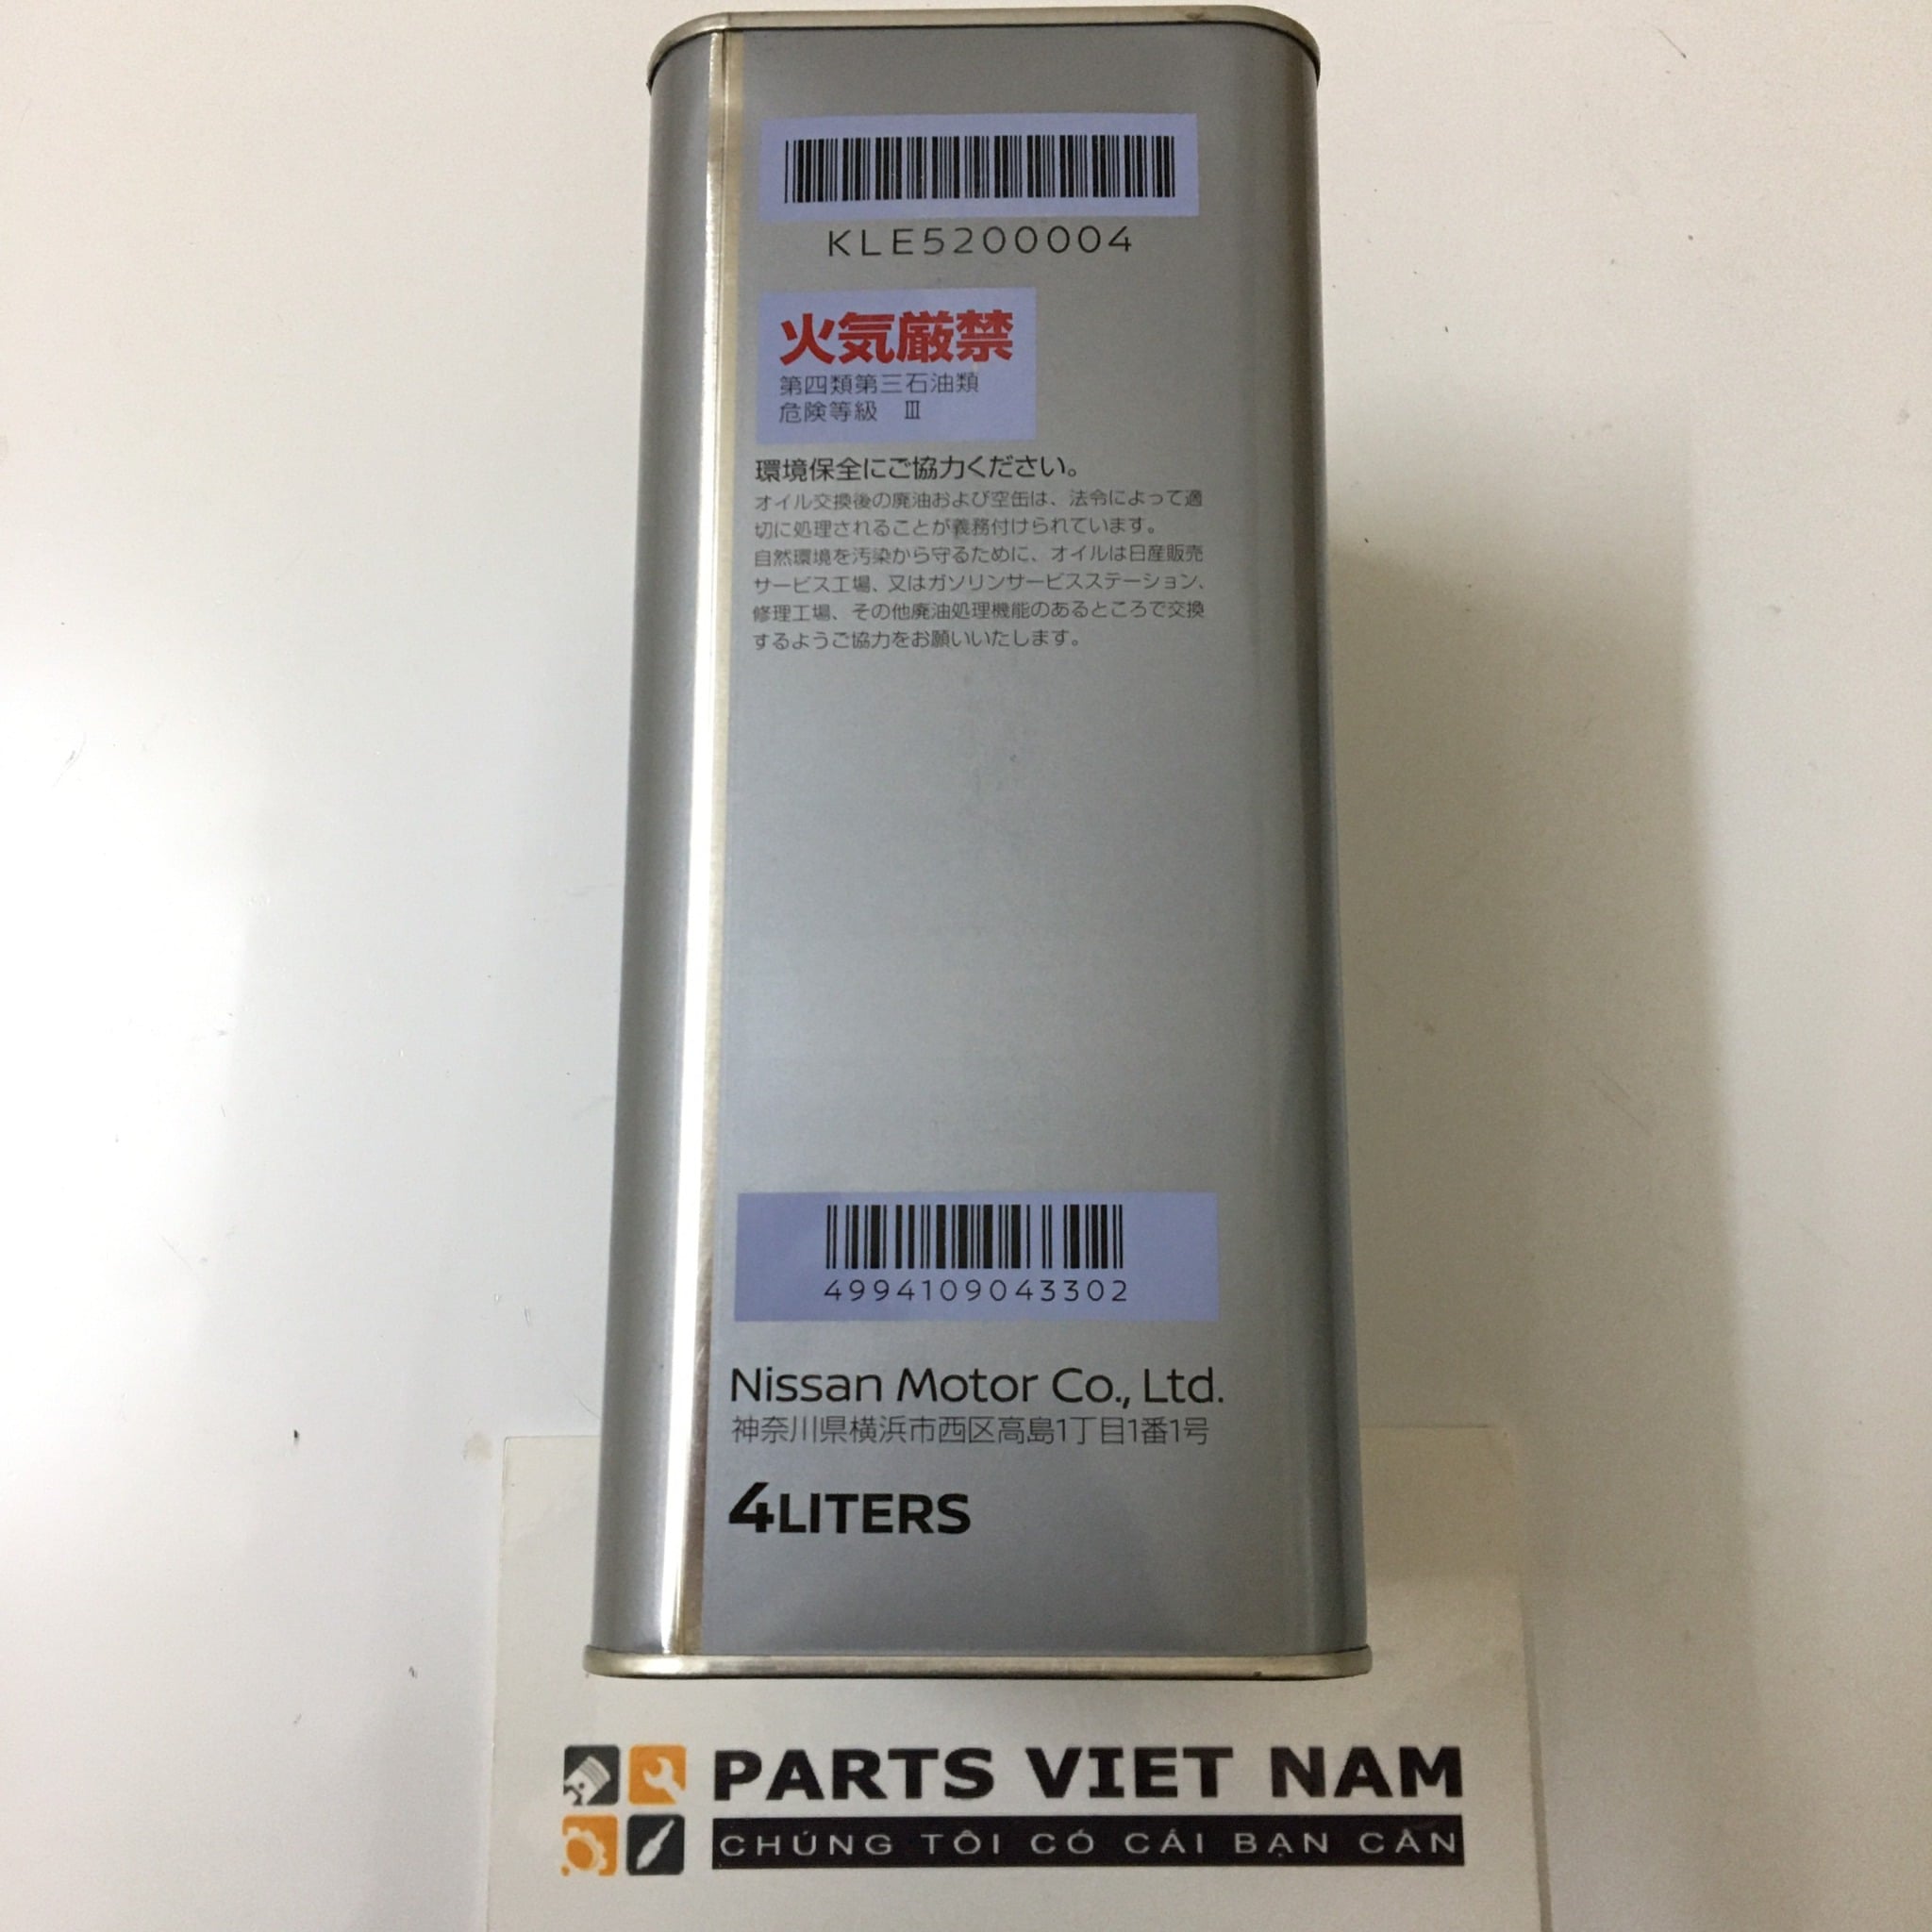 KLE5200004
火気厳禁
第四類第三石油類
危険等級 Ⅲ
環境保全にご協力ください。
オイル交換後の廃油および空缶は、法令によって適
切に処理されることが義務付けられています。
自然環境を汚染から守るために、オイルは日産販売
サービス工場、又はガソリンサービスステーション、
修理工場、その他廃油処理機能のあるところで交換
するようご協力をお願いいたします。
4994109043302
Nissan Motor Co., Ltd.
神奈川県横浜市西区高島1丁目1番1号
4LITERS
PARTS VIET NAM
CHÚNG TÔI CÓ CÁI BẠN CẦN